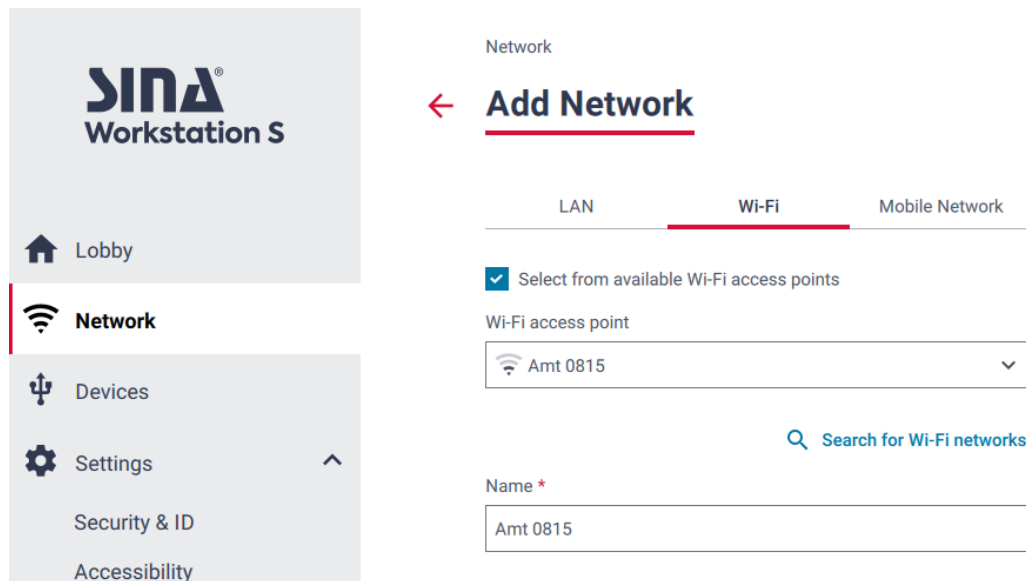 SINA®
Workstation S
Lobby
Network
Devices
Settings
Security & ID
Accessibility
Network
Add Network
LAN
Wi-Fi
Mobile Network
Select from available Wi-Fi access points
Wi-Fi access point
Amt 0815
Search for Wi-Fi networks
Name *
Amt 0815